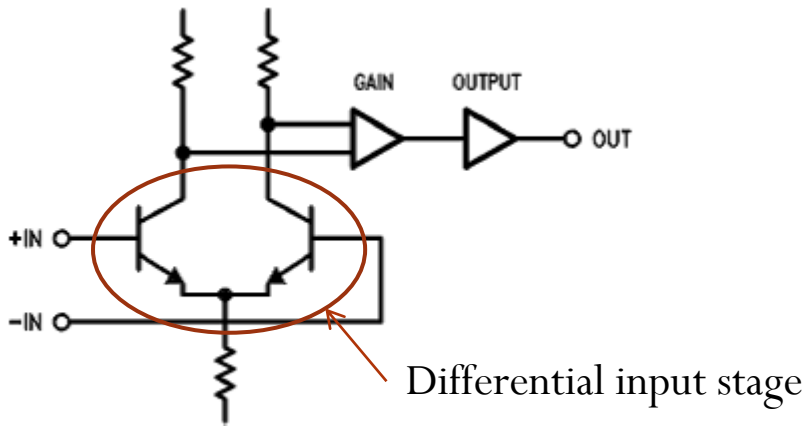 GAIN
OUTPUT
OUT
+IN
−IN
Differential input stage